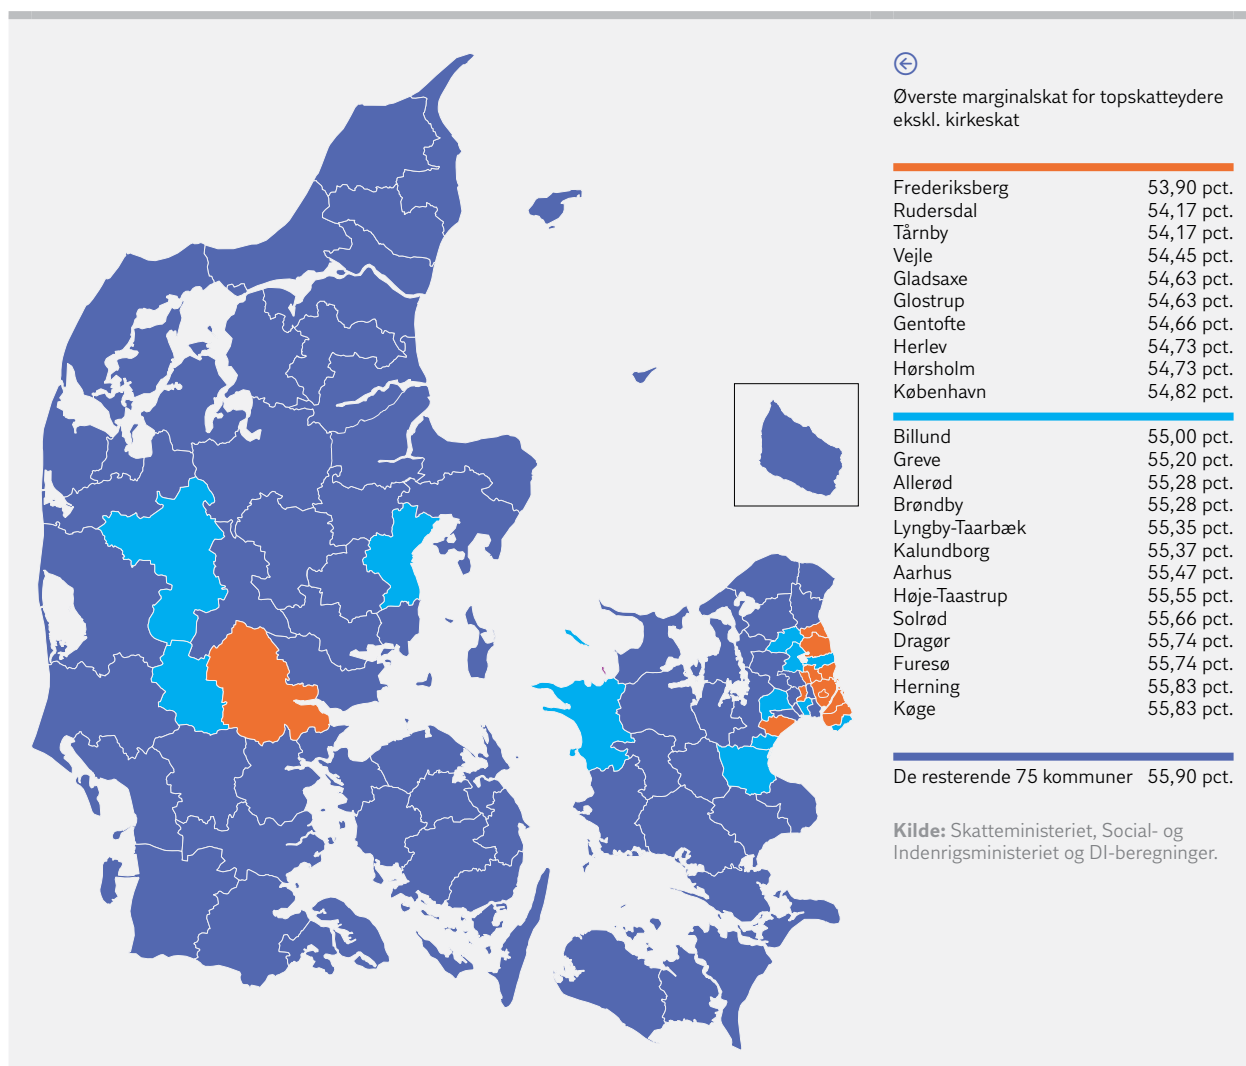 Øverste marginalskat for topskatteydere
ekskl. kirkeskat
Frederiksberg 53,90 pct.
Rudersdal 54,17 pct.
Tårnby 54,17 pct.
Vejle 54,45 pct.
Gladsaxe 54,63 pct.
Glostrup 54,63 pct.
Gentofte 54,66 pct.
Herlev 54,73 pct.
Hørsholm 54,73 pct.
København 54,82 pct.
Billund 55,00 pct.
Greve 55,20 pct.
Allerød 55,28 pct.
Brøndby 55,28 pct.
Lyngby-Taarbæk 55,35 pct.
Kalundborg 55,37 pct.
Aarhus 55,47 pct.
Høje-Taastrup 55,55 pct.
Solrød 55,66 pct.
Dragør 55,74 pct.
Furesø 55,74 pct.
Herning 55,83 pct.
Køge 55,83 pct.
De resterende 75 kommuner 55,90 pct.
Kilde: Skatteministeriet, Social- og
Indenrigsministeriet og DI-beregninger.